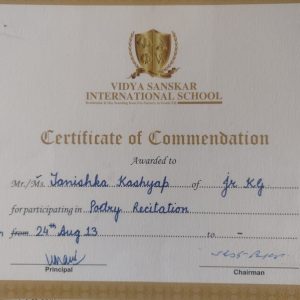 VIDYA SANSKAR
INTERNATIONAL SCHOOL
Certificate of Commendation
Awarded to
Mr./Ms. Tanishka Kashyap of Jr KG
for participating in Poetry Recitation
from 24th Aug 13 to -
Principal Chairman